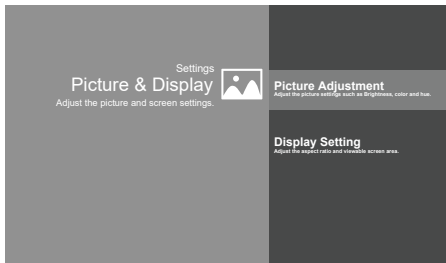 Settings
Picture & Display
Adjust the picture and screen settings.
Picture Adjustment
Adjust the picture settings such as Brightness, color and hue.
Display Setting
Adjust the aspect ratio and viewable screen area.